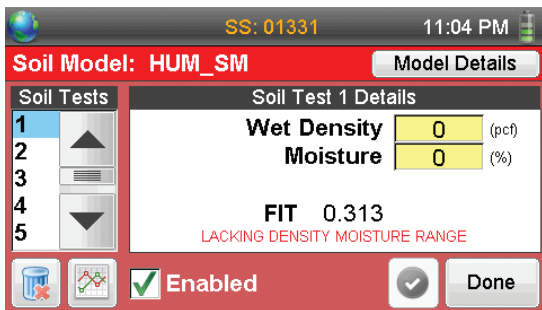 SS: 01331 11:04 PM
Soil Model: HUM_SM Model Details
Soil Tests Soil Test 1 Details
1
2
3
4
5
Wet Density 0 (pcf)
Moisture 0 (%)
FIT 0.313
LACKING DENSITY MOISTURE RANGE
Enabled Done